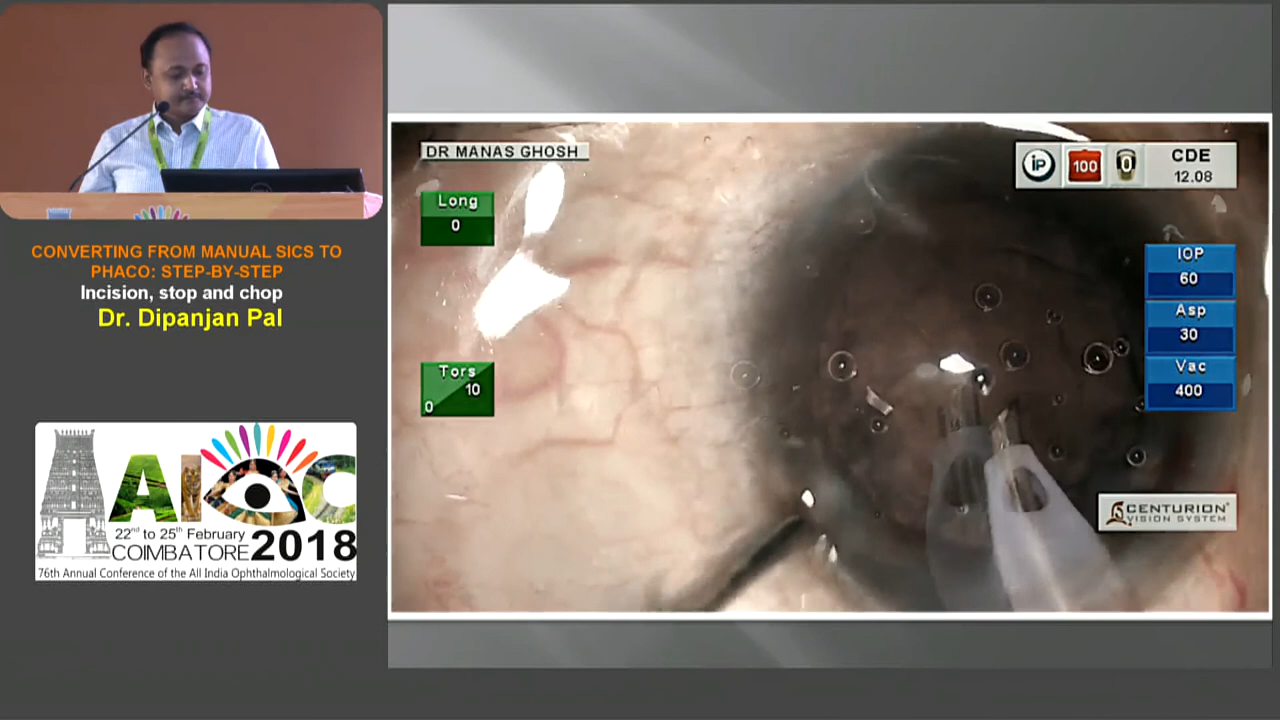 CONVERTING FROM MANUAL SICS TO
PHACO: STEP-BY-STEP
Incision, stop and chop
Dr. Dipanjan Pal
AIOC
22nd to 25th February
COIMBATORE 2018
76th Annual Conference of the All India Ophthalmological Society
DR MANAS GHOSH
Long
0
Tors
10
0
iP
100
0
CDE
12.08
IOP
60
Asp
30
Vac
400
CENTURION®
VISION SYSTEM